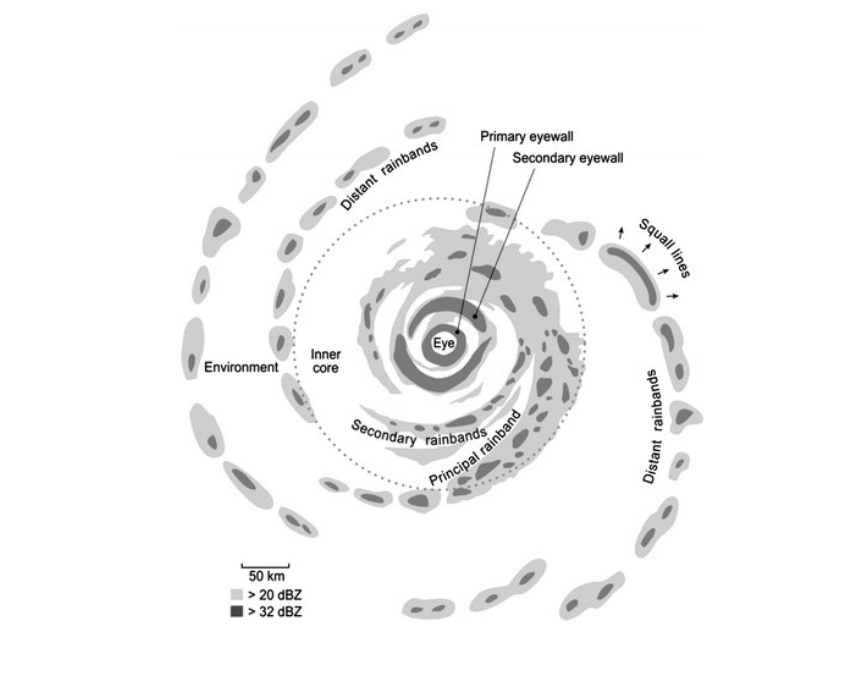 Primary eyewall
Secondary eyewall
Distant rainbands
Squall lines
Eye
Inner
core
Environment
Secondary rainbands
Principal rainband
Distant rainbands
50 km
> 20 dBZ
> 32 dBZ